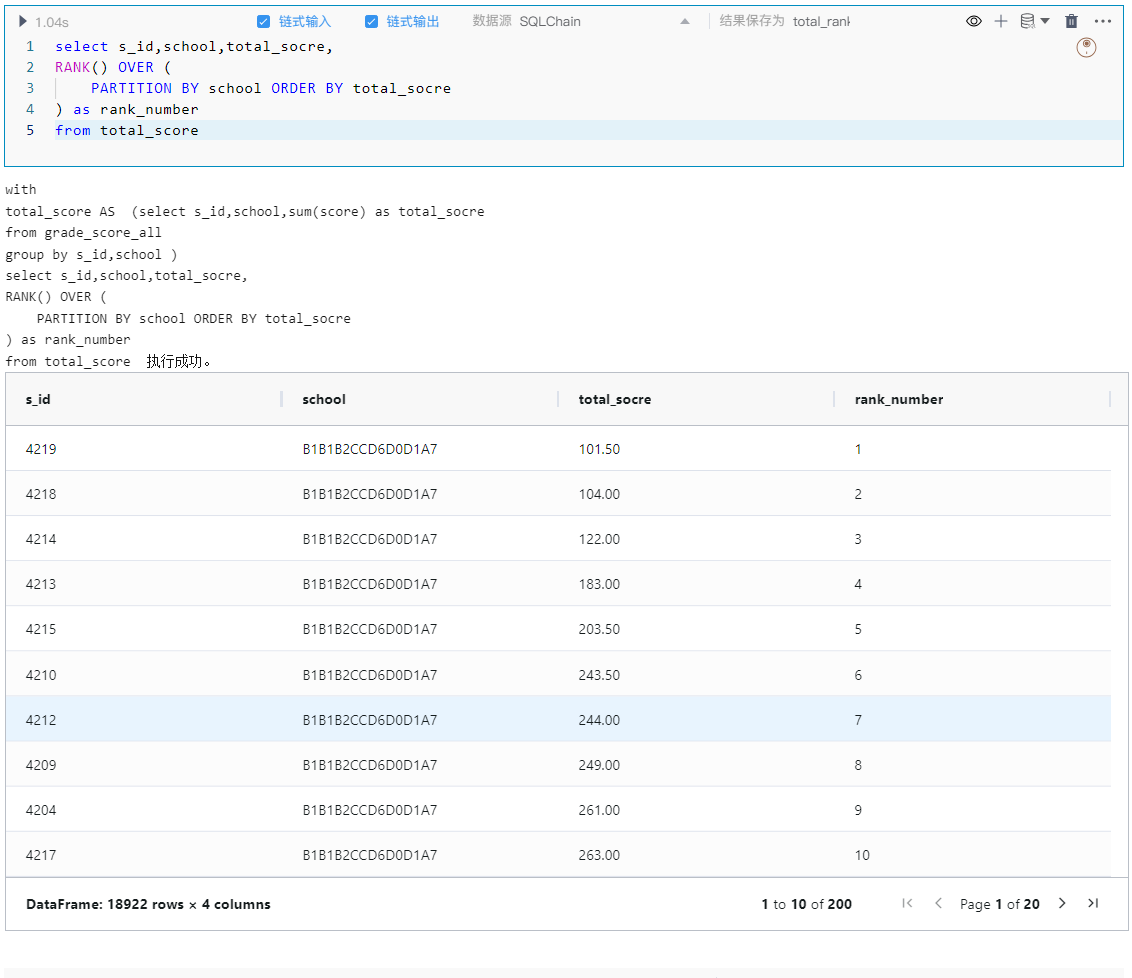 1.04s 链式输入 链式输出 数据源 SQLChain 结果保存为 total_rank
1 select s_id,school,total_socre,
2 RANK() OVER (
3 PARTITION BY school ORDER BY total_socre
4 ) as rank_number
5 from total_score
with
total_score AS (select s_id,school,sum(score) as total_socre
from grade_score_all
group by s_id,school )
select s_id,school,total_socre,
RANK() OVER (
PARTITION BY school ORDER BY total_socre
) as rank_number
from total_score 执行成功。
s_id school total_socre rank_number
4219 B1B1B2CCD6D0D1A7 101.50 1
4218 B1B1B2CCD6D0D1A7 104.00 2
4214 B1B1B2CCD6D0D1A7 122.00 3
4213 B1B1B2CCD6D0D1A7 183.00 4
4215 B1B1B2CCD6D0D1A7 203.50 5
4210 B1B1B2CCD6D0D1A7 243.50 6
4212 B1B1B2CCD6D0D1A7 244.00 7
4209 B1B1B2CCD6D0D1A7 249.00 8
4204 B1B1B2CCD6D0D1A7 261.00 9
4217 B1B1B2CCD6D0D1A7 263.00 10
DataFrame: 18922 rows × 4 columns 1 to 10 of 200 Page 1 of 20